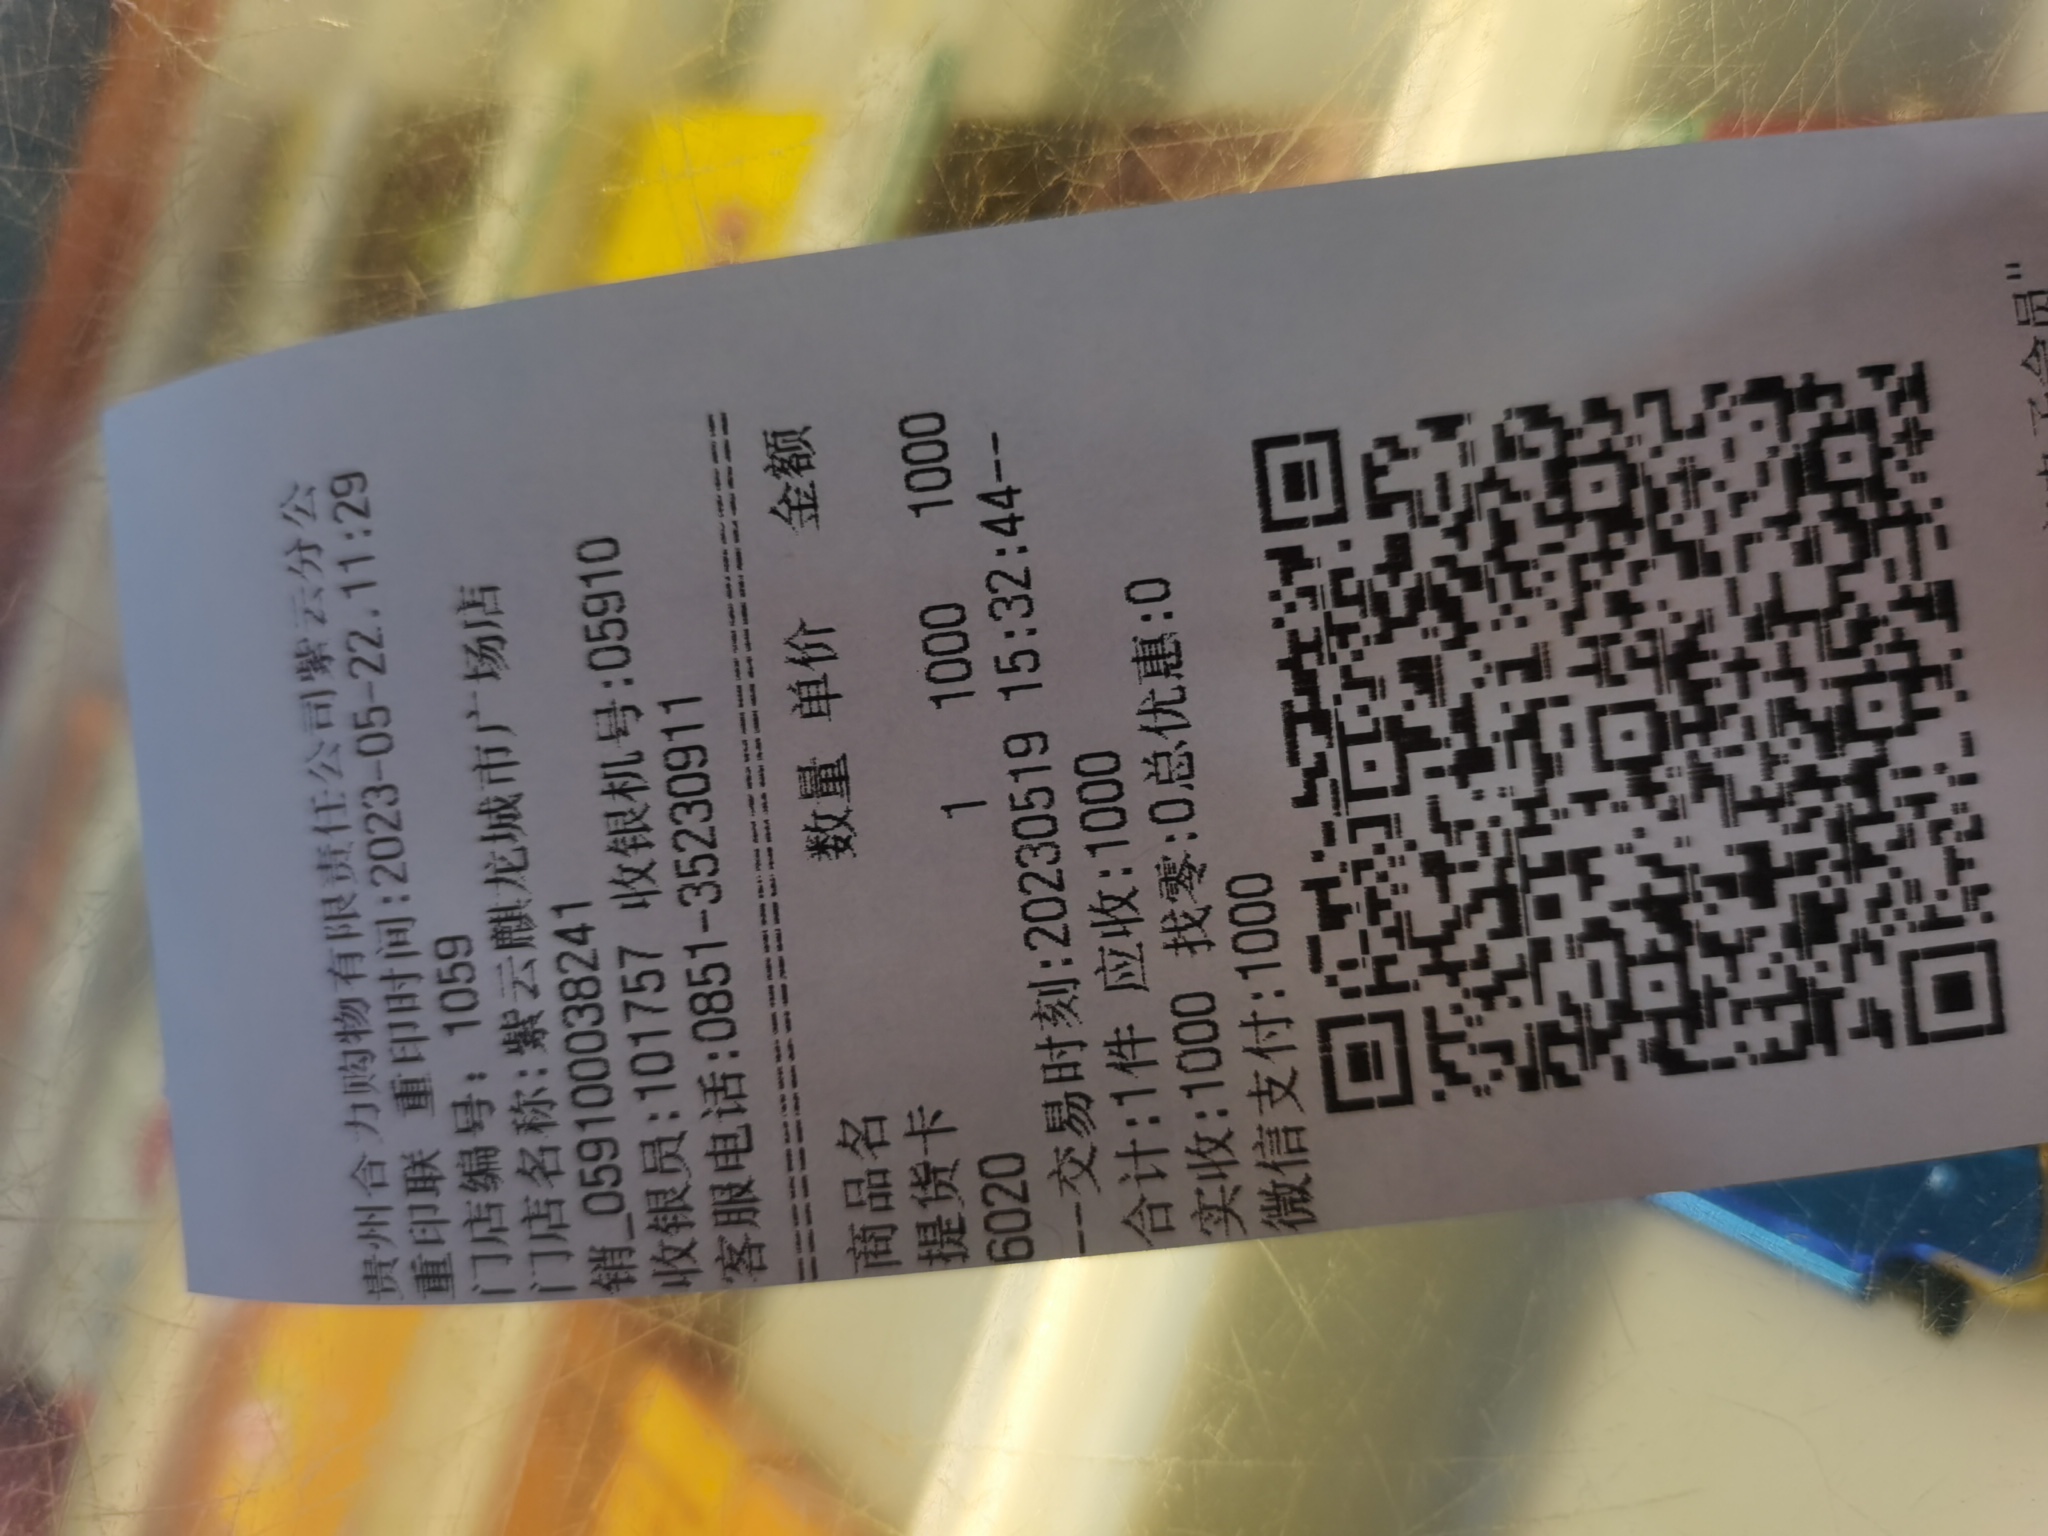 贵州合力购物有限责任公司紫云分公
重印联 重印时间:2023-05-22.11:29
门店编号: 1059
门店名称:紫云麒龙城市广场店
销_059100038241
收银员:101757 收银机号:05910
客服电话:0851-35230911
商品名 数量 单价 金额
提货卡 1 1000 1000
6020
--交易时刻:20230519 15:32:44--
合计:1件 应收:1000
实收:1000 找零:0总优惠:0
微信支付:1000